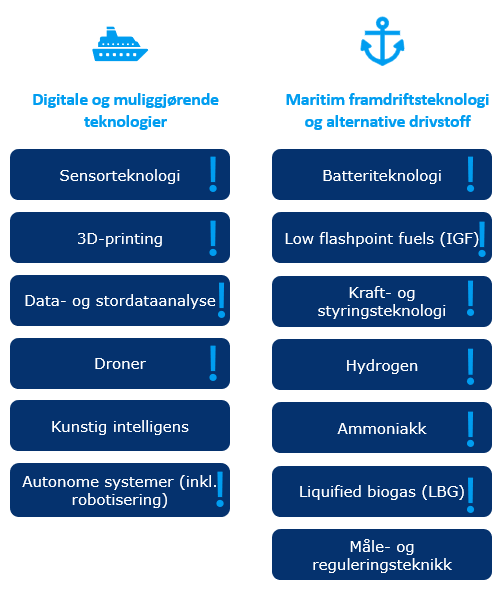 Digitale og muliggjørende
teknologier
Sensorteknologi !
3D-printing !
Data- og stordataanalyse !
Droner !
Kunstig intelligens
Autonome systemer (inkl. !
robotisering)
Maritim framdriftsteknologi
og alternative drivstoff
Batteriteknologi !
Low flashpoint fuels (IGF) !
Kraft- og !
styringsteknologi
Hydrogen !
Ammoniakk !
Liquified biogas (LBG) !
Måle- og
reguleringsteknikk